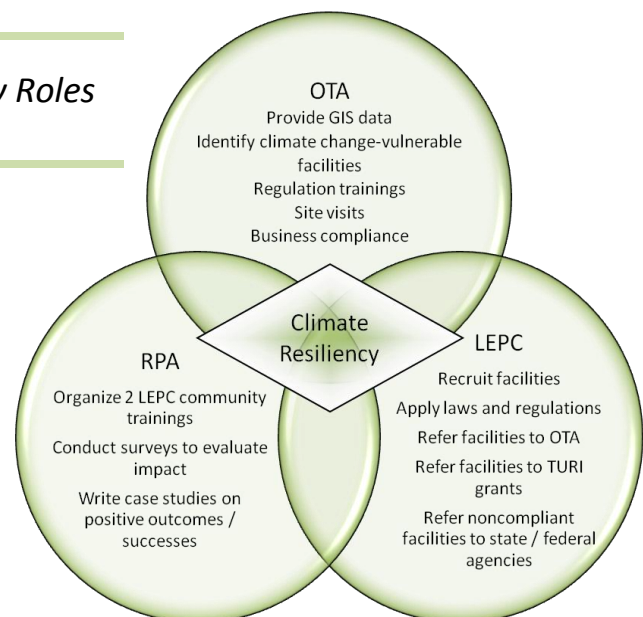 Roles
OTA
Provide GIS data
Identify climate change-vulnerable
facilities
Regulation trainings
Site visits
Business compliance
Climate
Resiliency
RPA
Organize 2 LEPC community
trainings
Conduct surveys to evaluate
impact
Write case studies on
positive outcomes /
successes
LEPC
Recruit facilities
Apply laws and regulations
Refer facilities to OTA
Refer facilities to TURI
grants
Refer noncompliant
facilities to state / federal
agencies